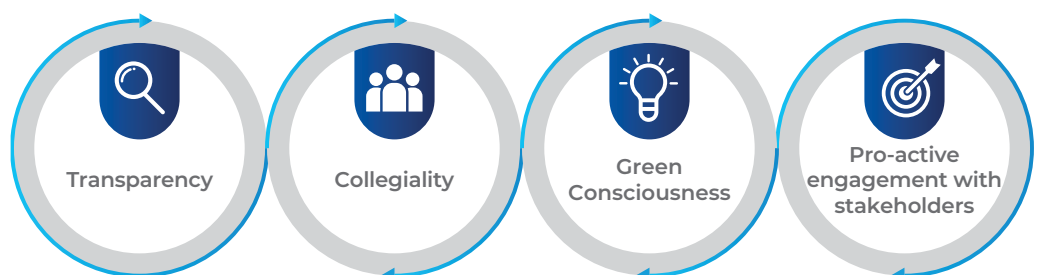 Transparency
Collegiality
Green
Consciousness
Pro-active
engagement with
stakeholders